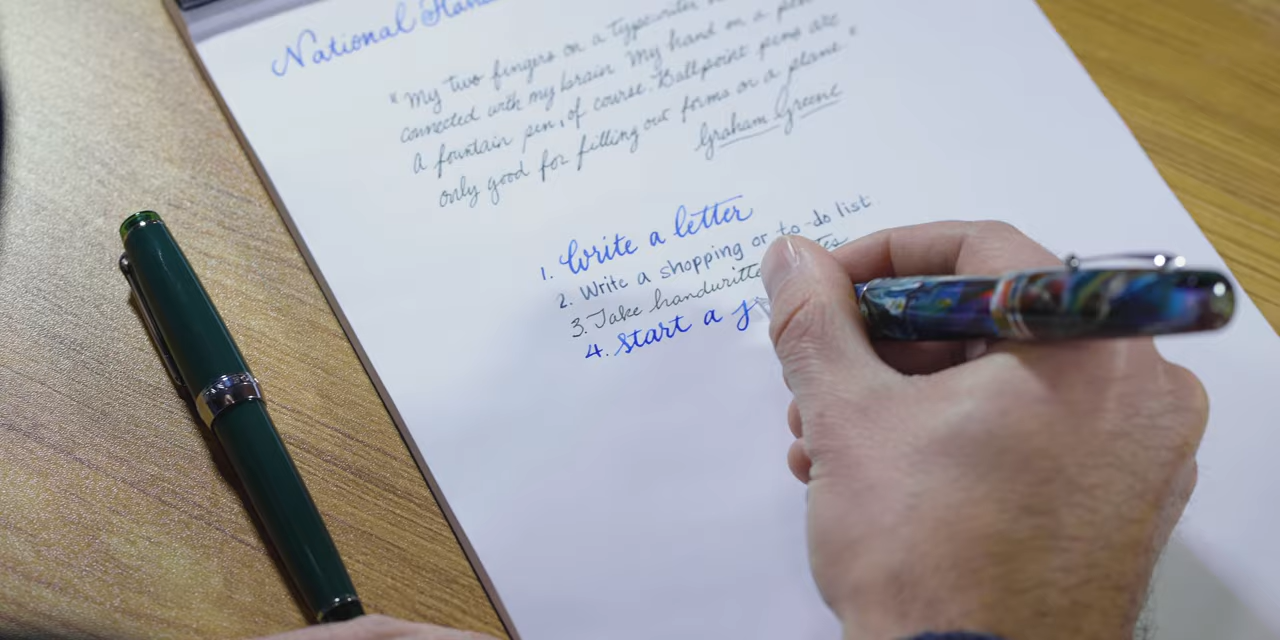 National
"My two fingers on a typewriter
connected with my brain. My hand on a pen
A fountain pen, of course. Ballpoint pens are
only good for filling out forms on a plane."
Graham Greene
1. Write a letter
2. Write a shopping or to-do list.
3. Take handwritten
4. Start a